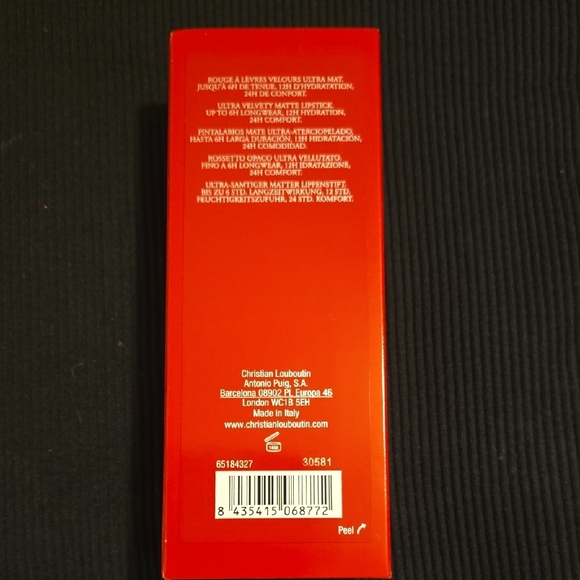 ROUGE À LÈVRES VELOURS ULTRA MAT.
JUSQU'À 6H DE TENUE, 12H D'HYDRATATION,
24H DE CONFORT.
ULTRA VELVETY MATTE LIPSTICK.
UP TO 6H LONGWEAR, 12H HYDRATION,
24H COMFORT.
PINTALABIOS MATE ULTRA-ATERCIOPELADO.
HASTA 6H LARGA DURACIÓN, 12H HIDRATACIÓN,
24H COMODIDAD.
ROSSETTO OPACO ULTRA VELLUTATO.
FINO A 6H LONGWEAR, 12H IDRATAZIONE,
24H COMFORT.
ULTRA-SAMTIGER MATTER LIPPENSTIFT.
BIS ZU 6 STD. LANGZEITWIRKUNG, 12 STD.
FEUCHTIGKEITSZUFUHR, 24 STD. KOMFORT.
Christian Louboutin
Antonio Puig, S.A.
Barcelona 08902 Pl. Europa 46
London WC1B 5EH
Made in Italy
www.christianlouboutin.com
65184327 30581
8 435415 068772
Peel